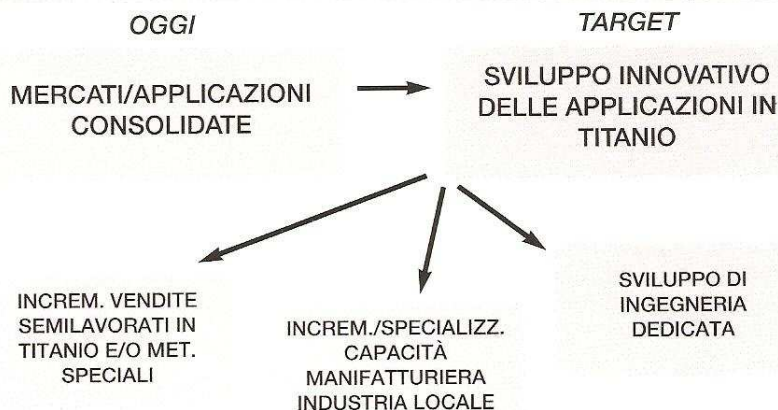 OGGI
TARGET
MERCATI/APPLICAZIONI
CONSOLIDATE
SVILUPPO INNOVATIVO
DELLE APPLICAZIONI IN
TITANIO
INCREM. VENDITE
SEMILAVORATI IN
TITANIO E/O MET.
SPECIALI
INCREM./SPECIALIZZ.
CAPACITÀ
MANIFATTURIERA
INDUSTRIA LOCALE
SVILUPPO DI
INGEGNERIA
DEDICATA